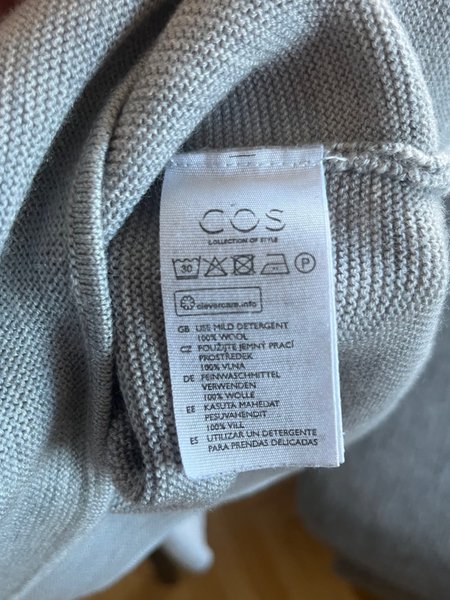 COS
COLLECTION OF STYLE
30 P
clevercare.info
GB USE MILD DETERGENT
100% WOOL
CZ POUŽIJTE JEMNÝ PRACÍ
PROSTŘEDEK
100% VLNA
DE FEINWASCHMITTEL
VERWENDEN
100% WOLLE
EE KASUTA MAHEDAT
PESUVAHENDIT
100% VILL
ES UTILIZAR UN DETERGENTE
PARA PRENDAS DELICADAS